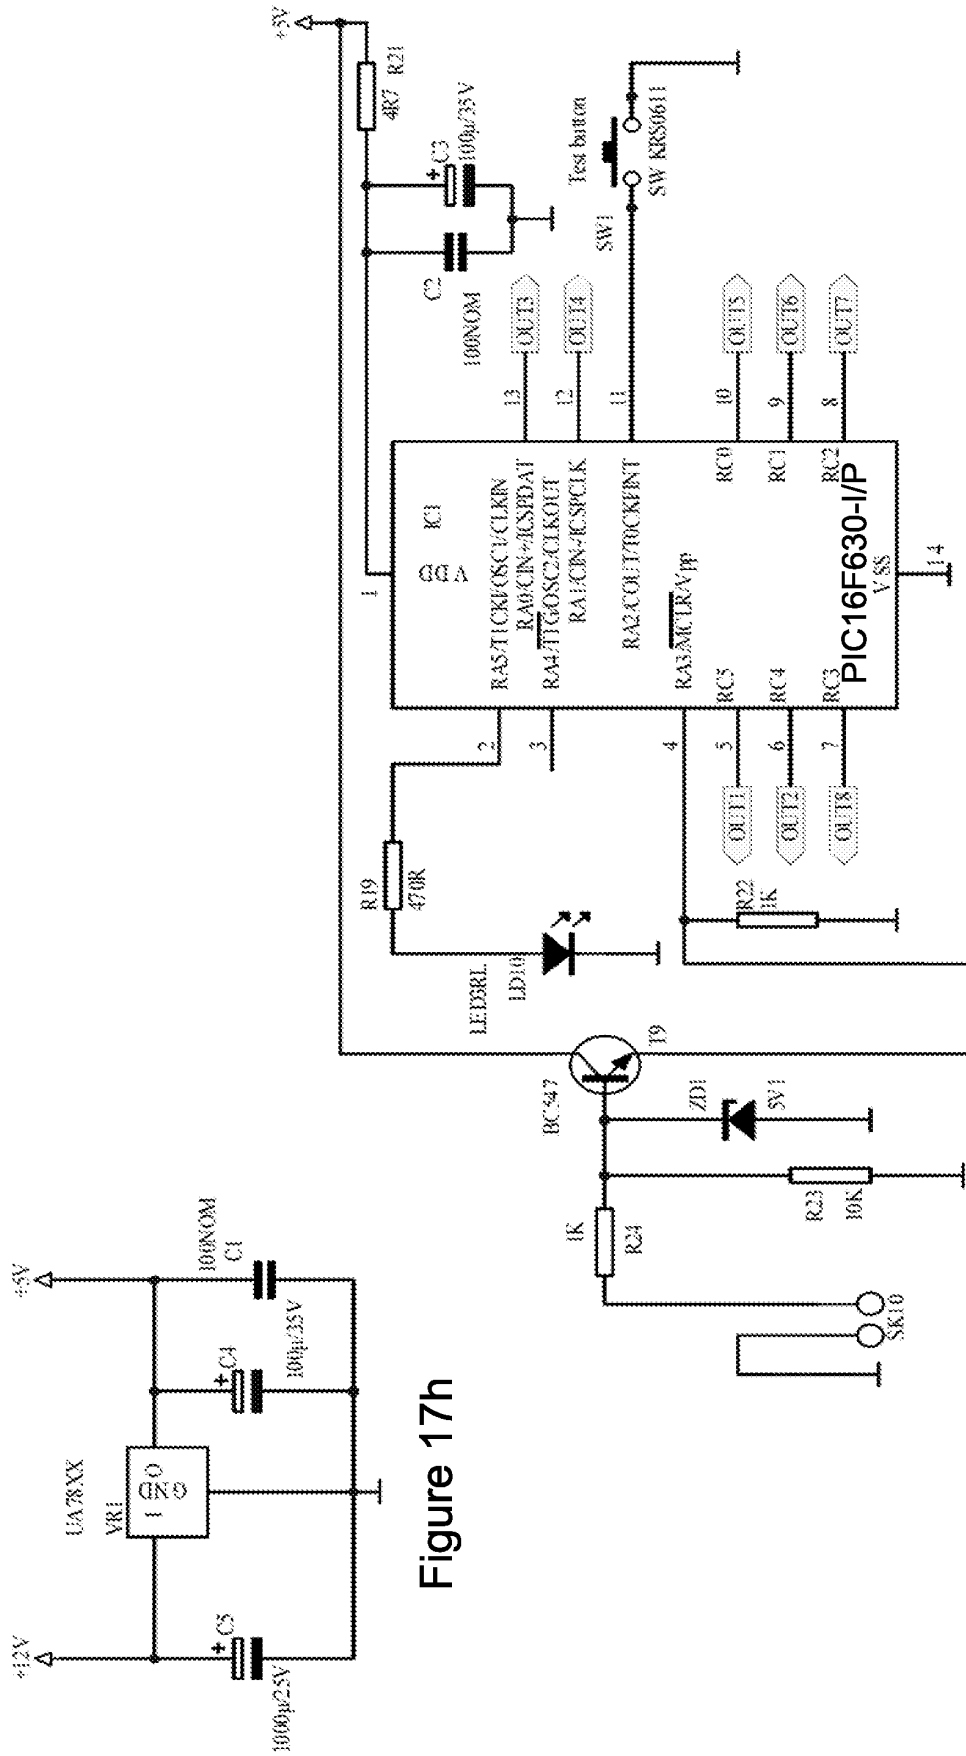 +12V
+5V
UA78XX
VR1
I
GND
O
C5
1000µ/25V
C4
100µ/35V
100NOM
C1
Figure 17h
+5V
R21
4R7
C3
100µ/35V
C2
100NOM
OUT3
OUT4
Test button
SW1
SW KRS0611
OUT5
OUT6
OUT7
13
12
11
10
9
8
1
VDD
IC1
RA5/T1CKI/OSC1/CLKIN
RA0/CIN+/ICSPDAT
RA4/T1G/OSC2/CLKOUT
RA1/CIN-/ICSPCLK
RA2/COUT/T0CKI/INT
RA3/MCLR/Vpp
RC5
RC0
RC4
RC1
RC3
RC2
PIC16F630-I/P
VSS
14
2
3
4
5
6
7
OUT1
OUT2
OUT8
R19
470R
LED3RL
LD10
R22
1K
BC547
T9
ZD1
5V1
1K
R24
R23
10K
SK10